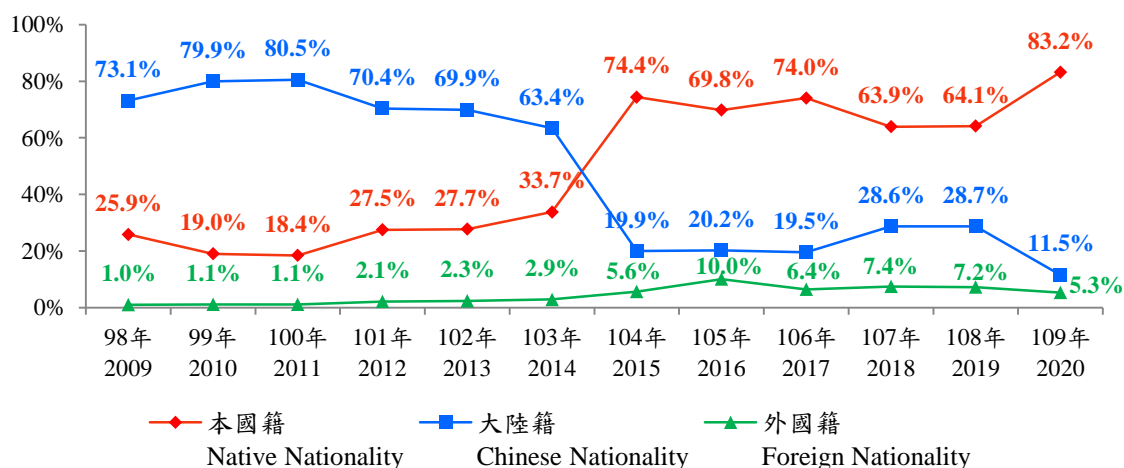 100%
80%
60%
40%
20%
0%
73.1% 79.9% 80.5% 70.4% 69.9% 63.4% 19.9% 20.2% 19.5% 28.6% 28.7% 11.5%
25.9% 19.0% 18.4% 27.5% 27.7% 33.7% 74.4% 69.8% 74.0% 63.9% 64.1% 83.2%
1.0% 1.1% 1.1% 2.1% 2.3% 2.9% 5.6% 10.0% 6.4% 7.4% 7.2% 5.3%
98年 99年 100年 101年 102年 103年 104年 105年 106年 107年 108年 109年
2009 2010 2011 2012 2013 2014 2015 2016 2017 2018 2019 2020
本國籍 大陸籍 外國籍
Native Nationality Chinese Nationality Foreign Nationality